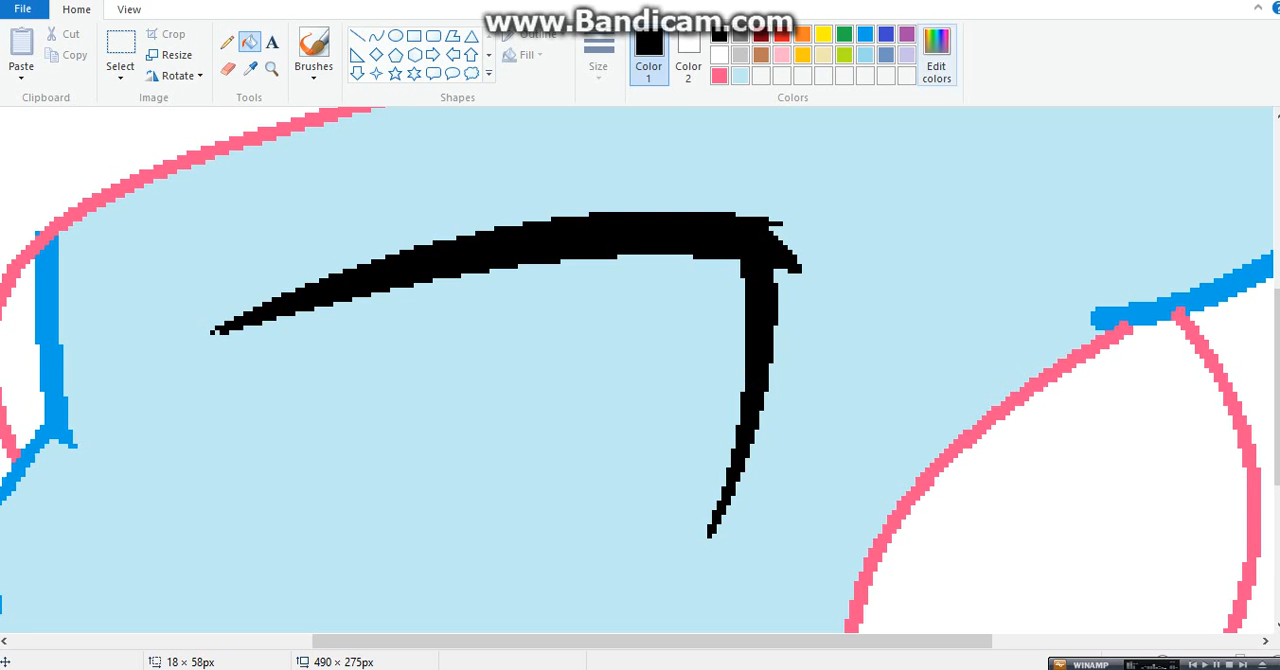 www.Bandicam.com
File
Home
View
Paste
Cut
Copy
Clipboard
Select
Crop
Resize
Rotate
Image
A
Tools
Brushes
Outline
Fill
Shapes
Size
Color
1
Color
2
Edit
colors
Colors
18 × 58px
490 × 275px
WINAMP